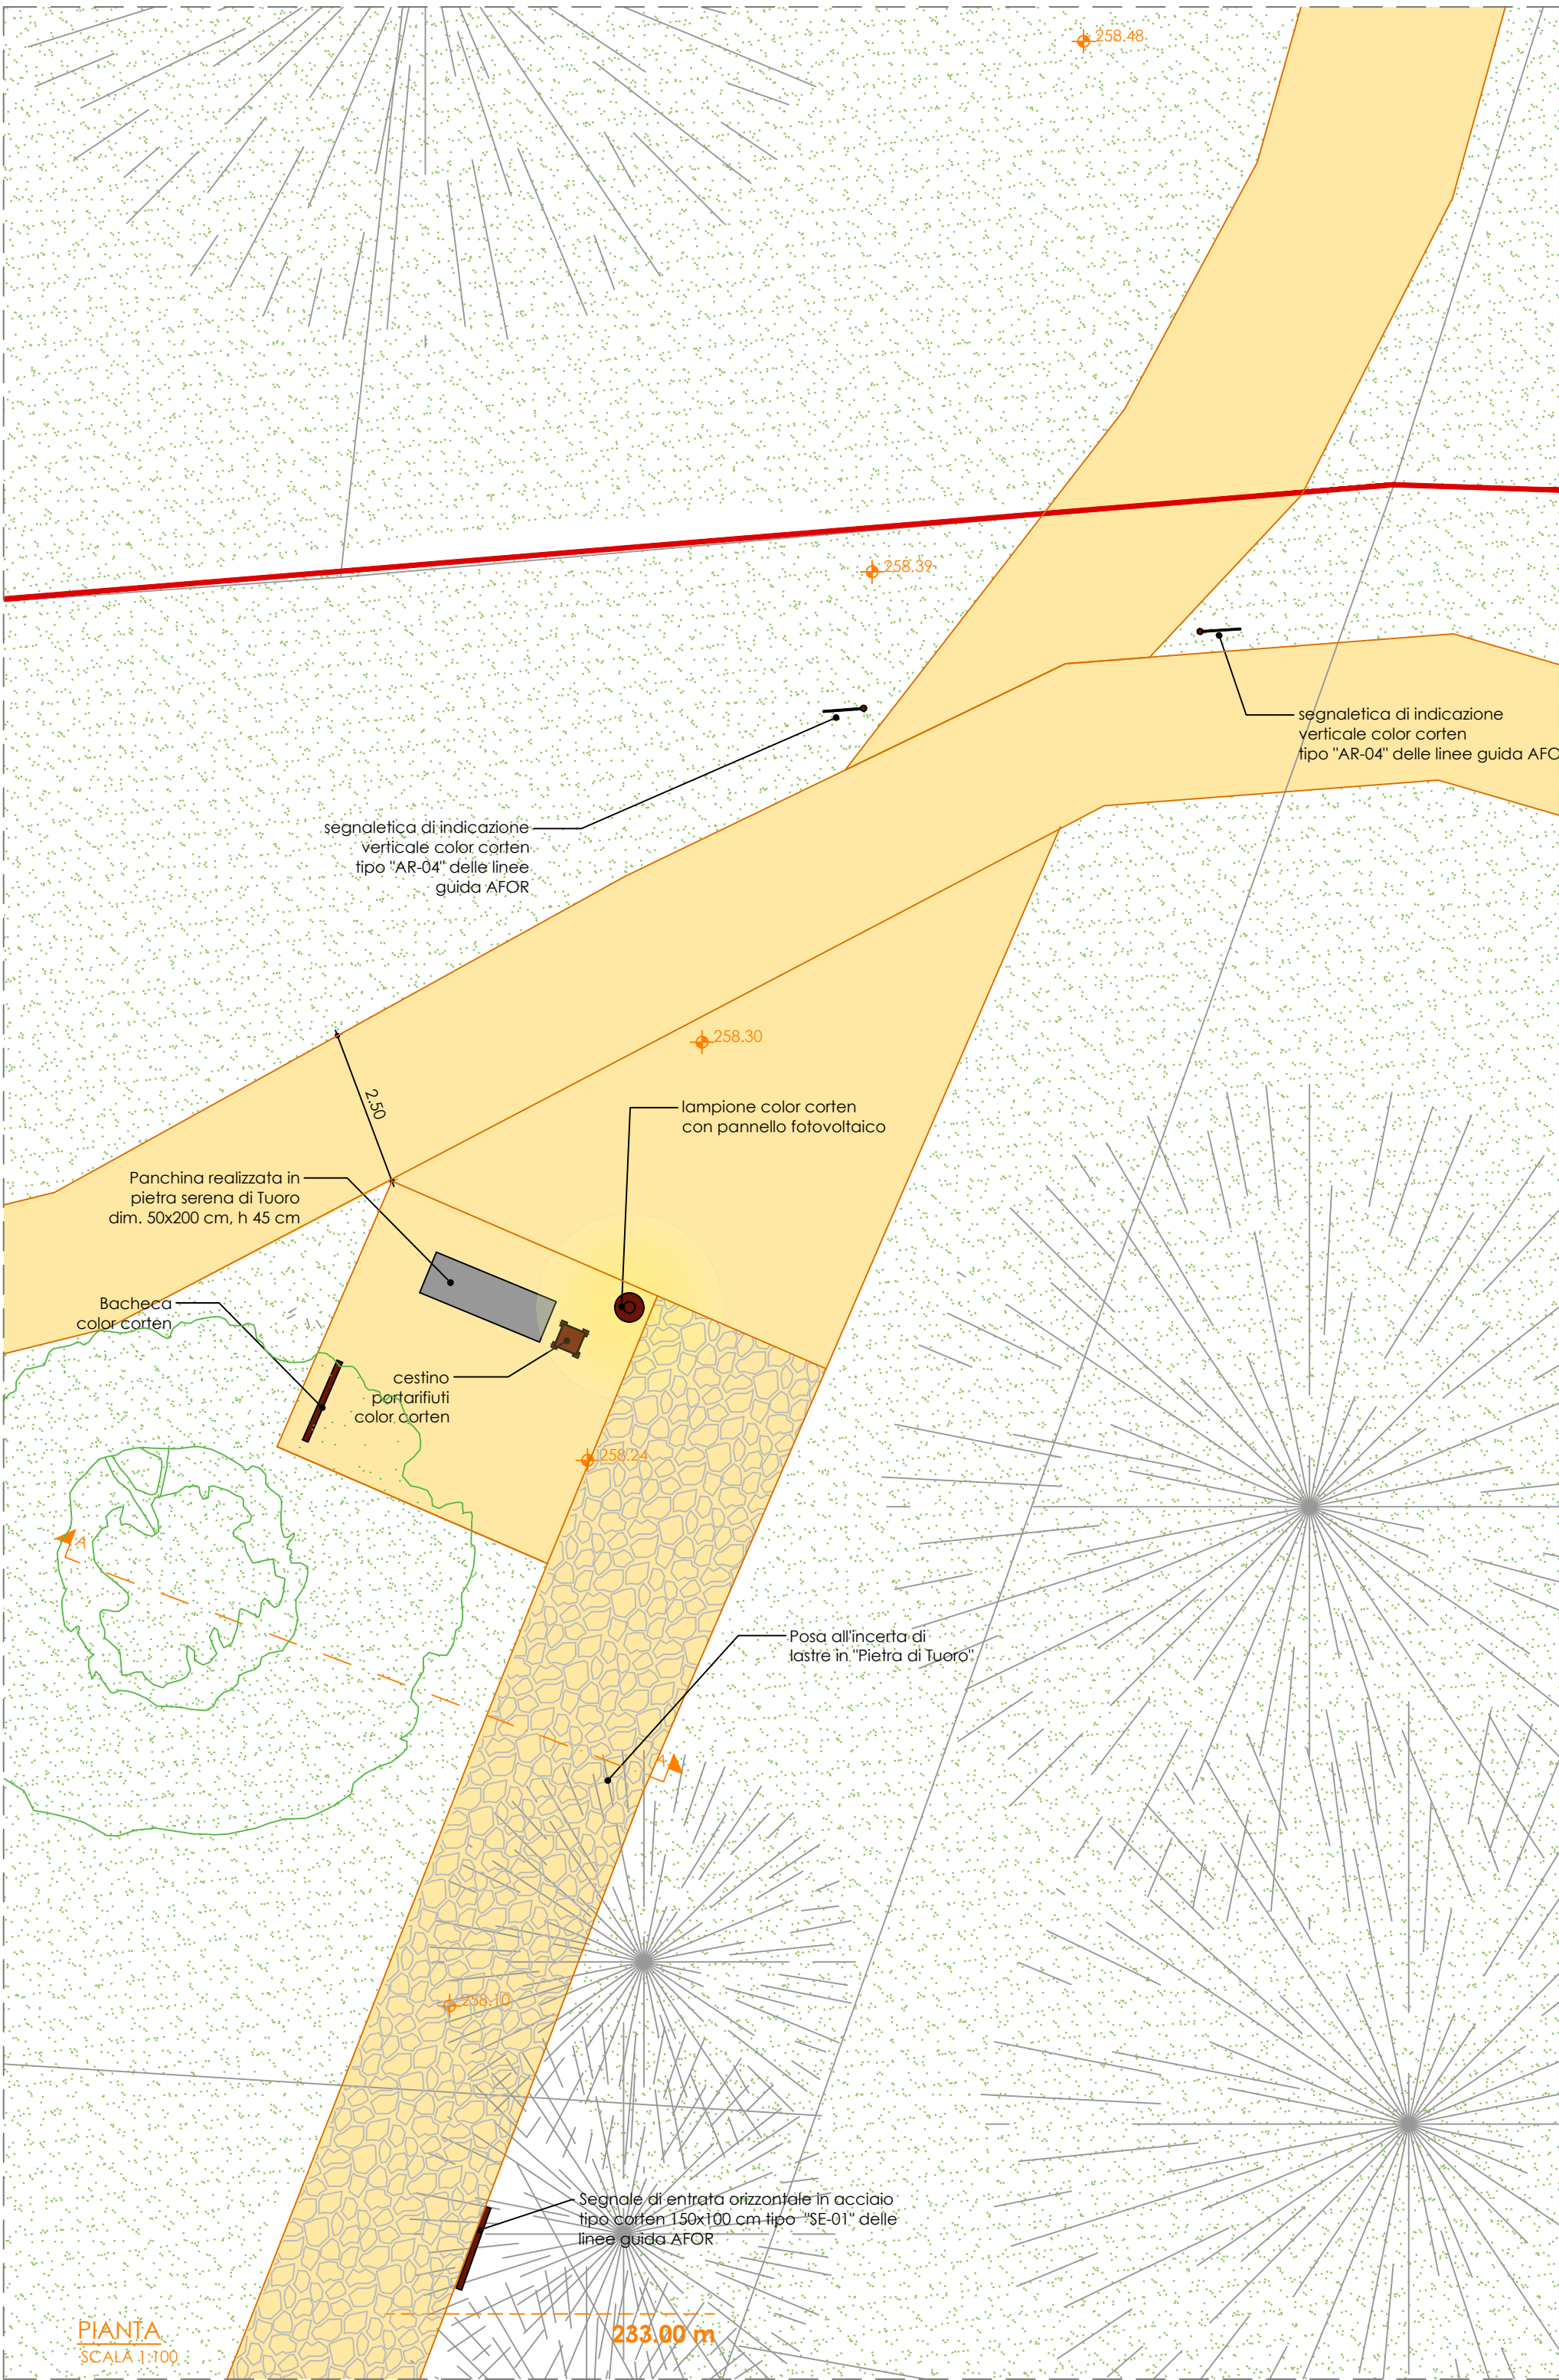 258.48
258.39
segnaletica di indicazione
verticale color corten
tipo "AR-04" delle linee guida AFO
segnaletica di indicazione
verticale color corten
tipo "AR-04" delle linee
guida AFOR
258.30
2.50
lampione color corten
con pannello fotovoltaico
Panchina realizzata in
pietra serena di Tuoro
dim. 50x200 cm, h 45 cm
Bacheca
color corten
cestino
portarifiuti
color corten
258.24
A
Posa all'incerta di
lastre in "Pietra di Tuoro"
A
258.10
Segnale di entrata orizzontale in acciaio
tipo corten 150x100 cm tipo "SE-01" delle
linee guida AFOR
PIANTA
SCALA 1:100
233.00 m